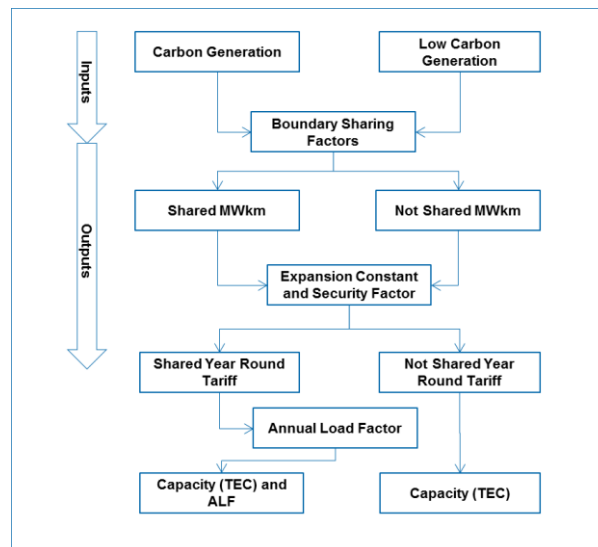 Inputs
Carbon Generation
Low Carbon
Generation
Boundary Sharing
Factors
Outputs
Shared MWkm
Not Shared MWkm
Expansion Constant
and Security Factor
Shared Year Round
Tariff
Not Shared Year
Round Tariff
Annual Load Factor
Capacity (TEC) and
ALF
Capacity (TEC)